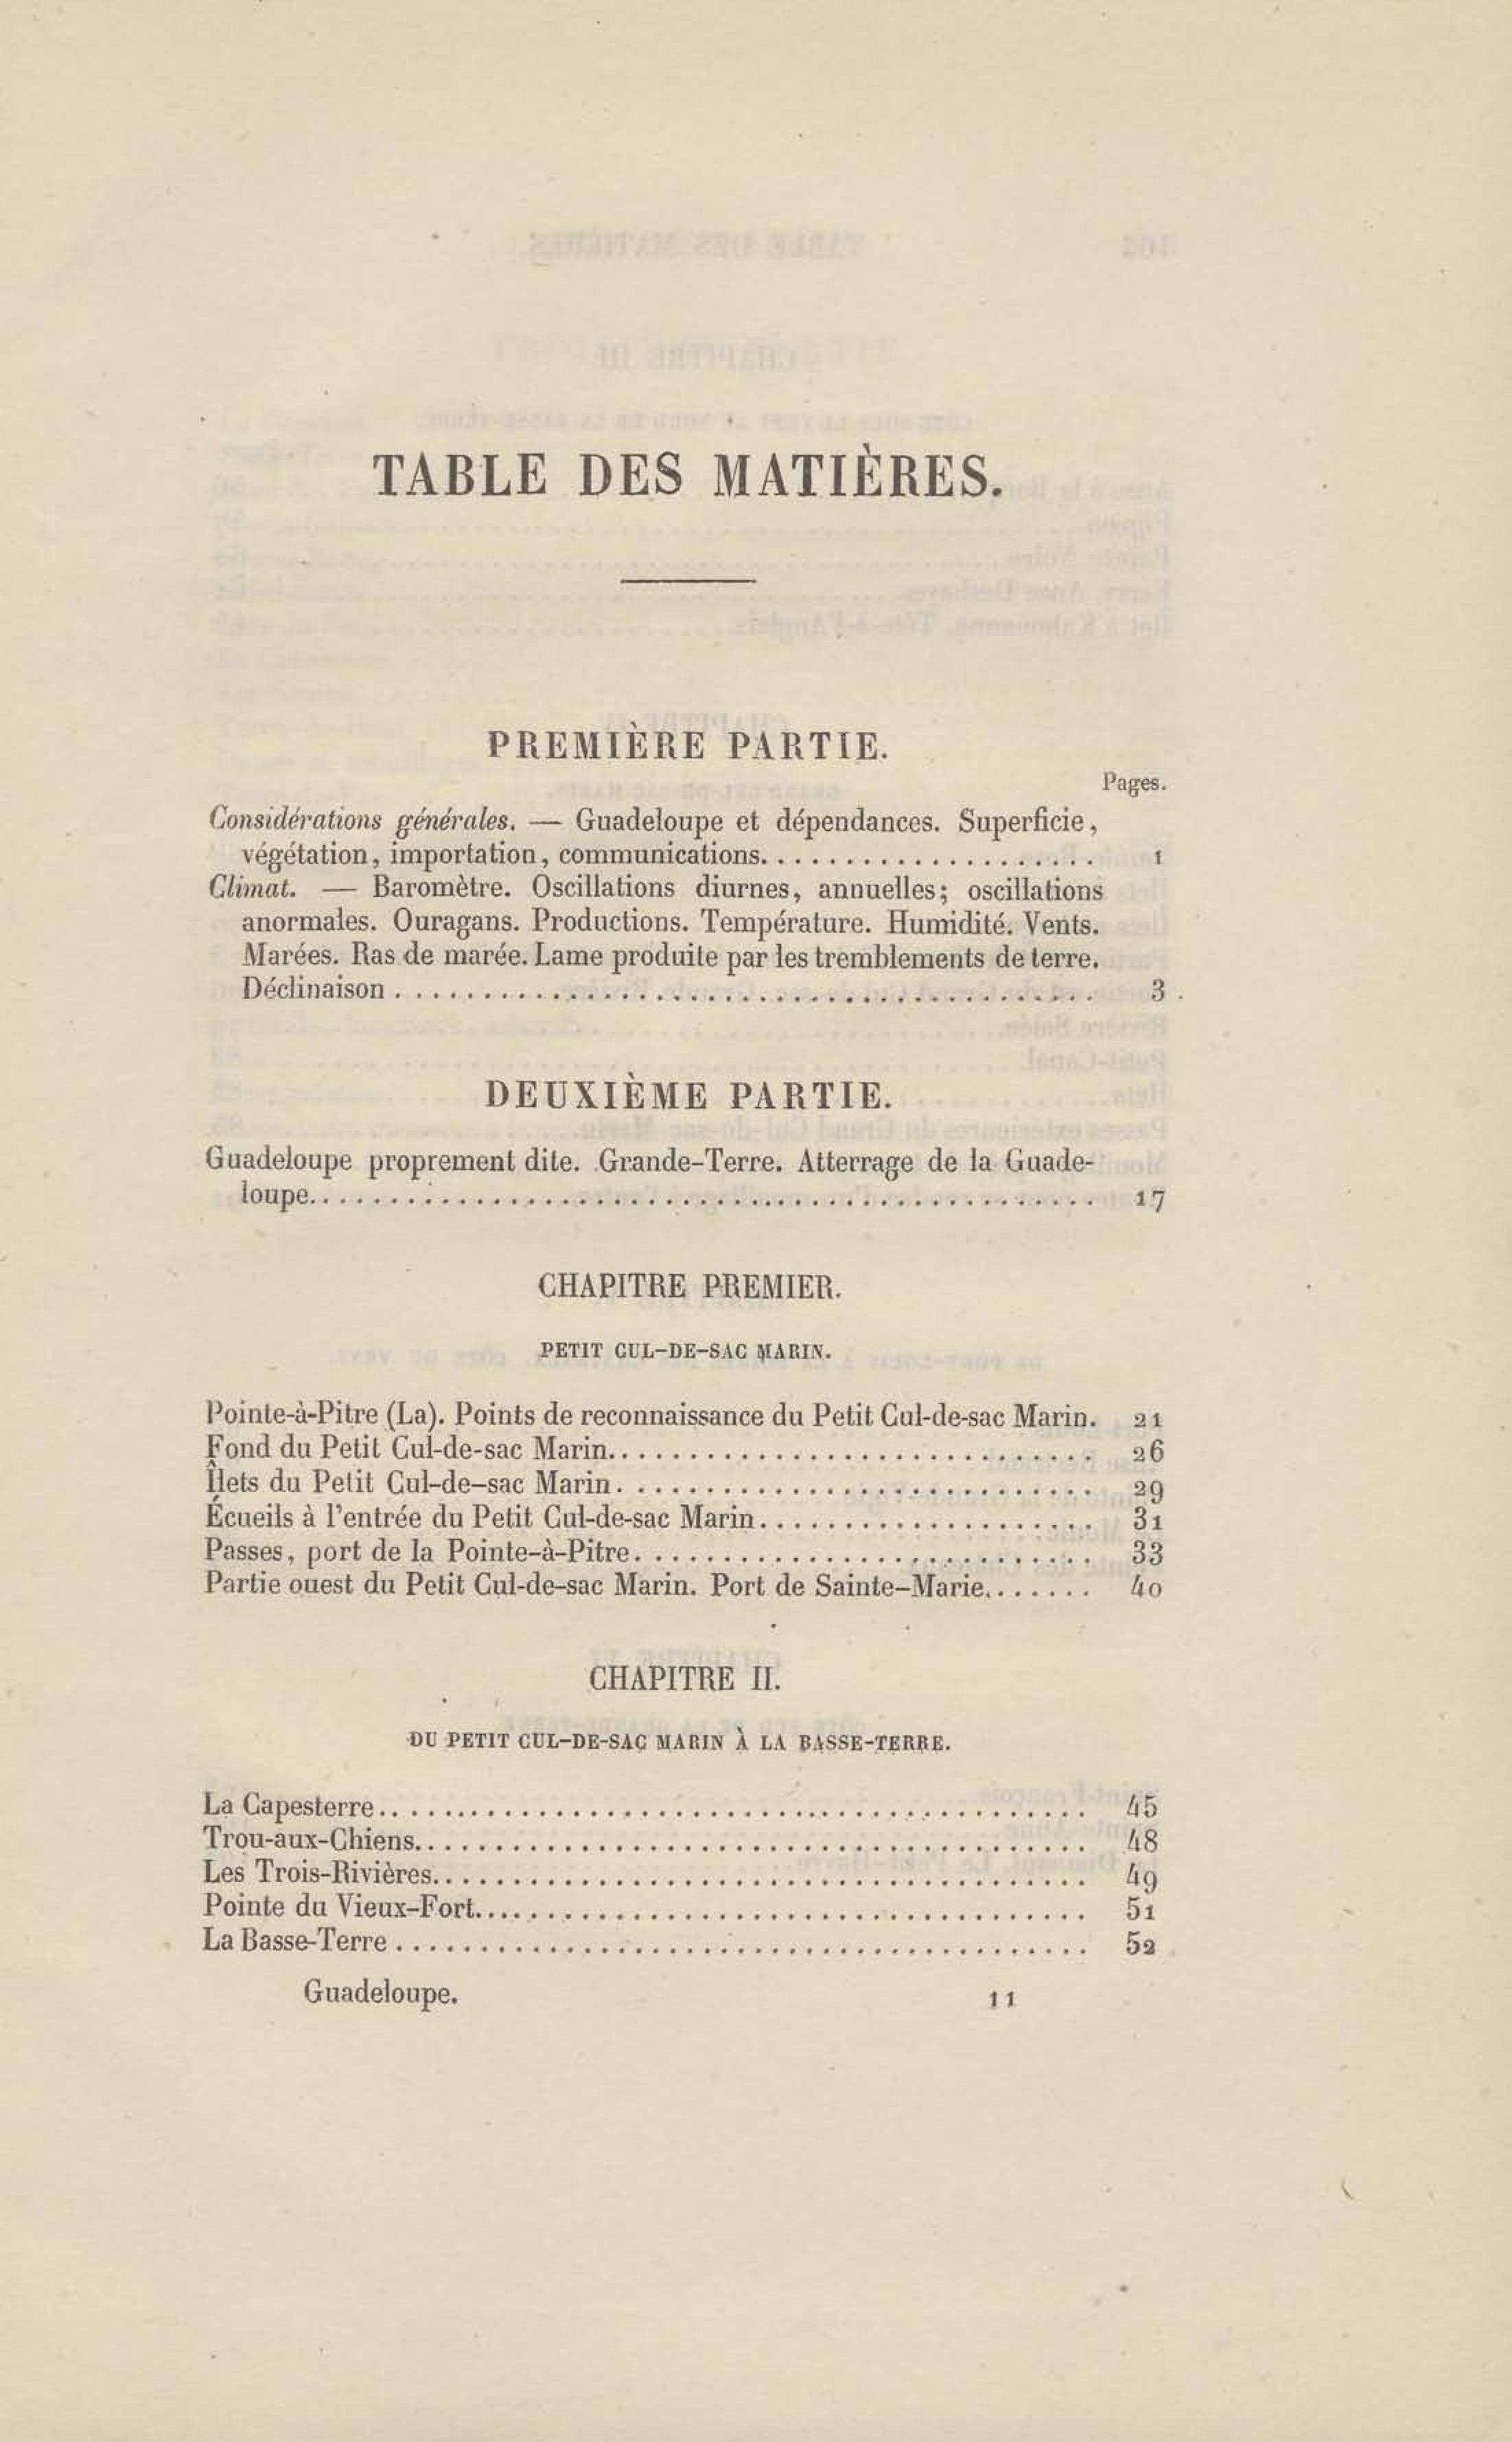 TABLE DES MATIÈRES.
PREMIÈRE PARTIE.
Pages.
Considérations générales. — Guadeloupe et dépendances. Superficie,
végétation, importation, communications.................... 1
Climat. — Baromètre. Oscillations diurnes, annuelles; oscillations
anormales. Ouragans. Productions. Température. Humidité. Vents.
Marées. Ras de marée. Lame produite par les tremblements de terre.
Déclinaison.......................................... 3
DEUXIÈME PARTIE.
Guadeloupe proprement dite. Grande-Terre. Atterrage de la Guade-
loupe............................................... 17
CHAPITRE PREMIER.
PETIT CUL-DE-SAC MARIN.
Pointe-à-Pitre (La). Points de reconnaissance du Petit Cul-de-sac Marin. 21
Fond du Petit Cul-de-sac Marin............................. 26
Îlets du Petit Cul-de-sac Marin............................. 29
Écueils à l'entrée du Petit Cul-de-sac Marin.................... 31
Passes, port de la Pointe-à-Pitre............................ 33
Partie ouest du Petit Cul-de-sac Marin. Port de Sainte-Marie....... 40
CHAPITRE II.
DU PETIT CUL-DE-SAC MARIN À LA BASSE-TERRE.
La Capesterre........................................... 45
Trou-aux-Chiens......................................... 48
Les Trois-Rivières........................................ 49
Pointe du Vieux-Fort..................................... 51
La Basse-Terre.......................................... 52
Guadeloupe. 11